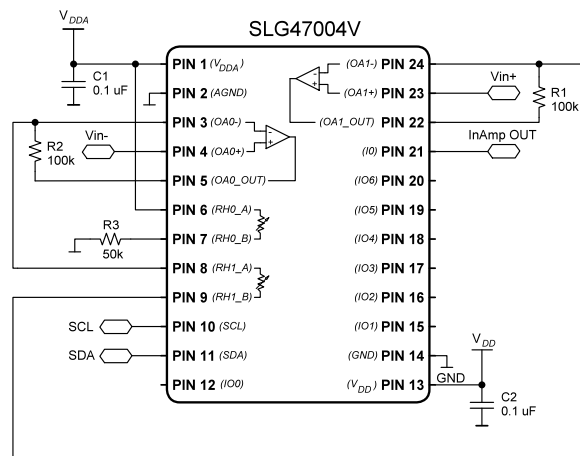 SLG47004V
V_DDA
C1
0.1 uF
PIN 1 (V_DDA)
PIN 2 (AGND)
PIN 3 (OA0-)
R2
100k
Vin-
PIN 4 (OA0+)
PIN 5 (OA0_OUT)
PIN 6 (RH0_A)
R3
50k
PIN 7 (RH0_B)
PIN 8 (RH1_A)
PIN 9 (RH1_B)
SCL
PIN 10 (SCL)
SDA
PIN 11 (SDA)
PIN 12 (IO0)
(OA1-) PIN 24
(OA1+) PIN 23
Vin+
R1
100k
(OA1_OUT) PIN 22
InAmp OUT
(I0) PIN 21
(IO6) PIN 20
(IO5) PIN 19
(IO4) PIN 18
(IO3) PIN 17
(IO2) PIN 16
(IO1) PIN 15
(GND) PIN 14
GND
V_DD
(V_DD) PIN 13
C2
0.1 uF
- +
- +